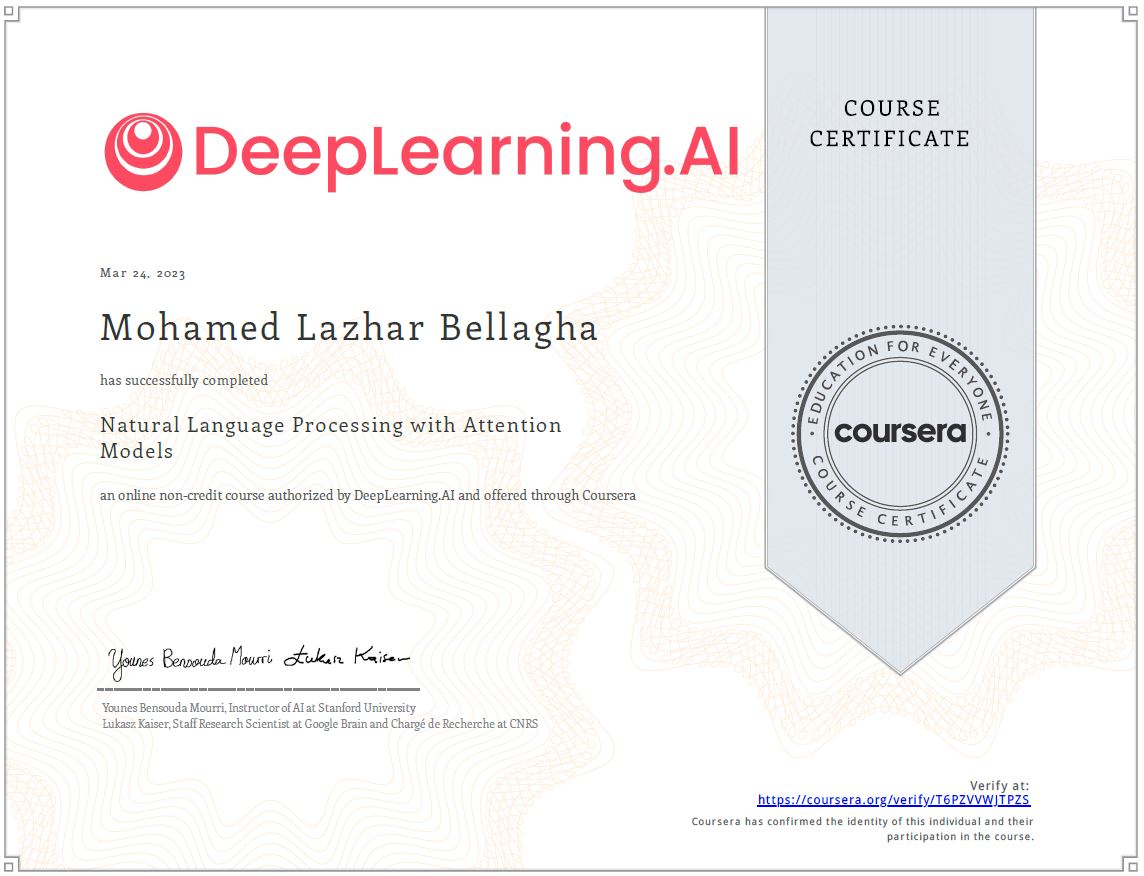 DeepLearning.AI
COURSE
CERTIFICATE
Mar 24, 2023
Mohamed Lazhar Bellagha
has successfully completed
Natural Language Processing with Attention
Models
an online non-credit course authorized by DeepLearning.AI and offered through Coursera
EDUCATION FOR EVERYONE
coursera
COURSE CERTIFICATE
Younes Bensouda Mourri Łukasz Kaiser
Younes Bensouda Mourri, Instructor of AI at Stanford University
Łukasz Kaiser, Staff Research Scientist at Google Brain and Chargé de Recherche at CNRS
Verify at:
https://coursera.org/verify/T6PZVVWJTPZS
Coursera has confirmed the identity of this individual and their
participation in the course.